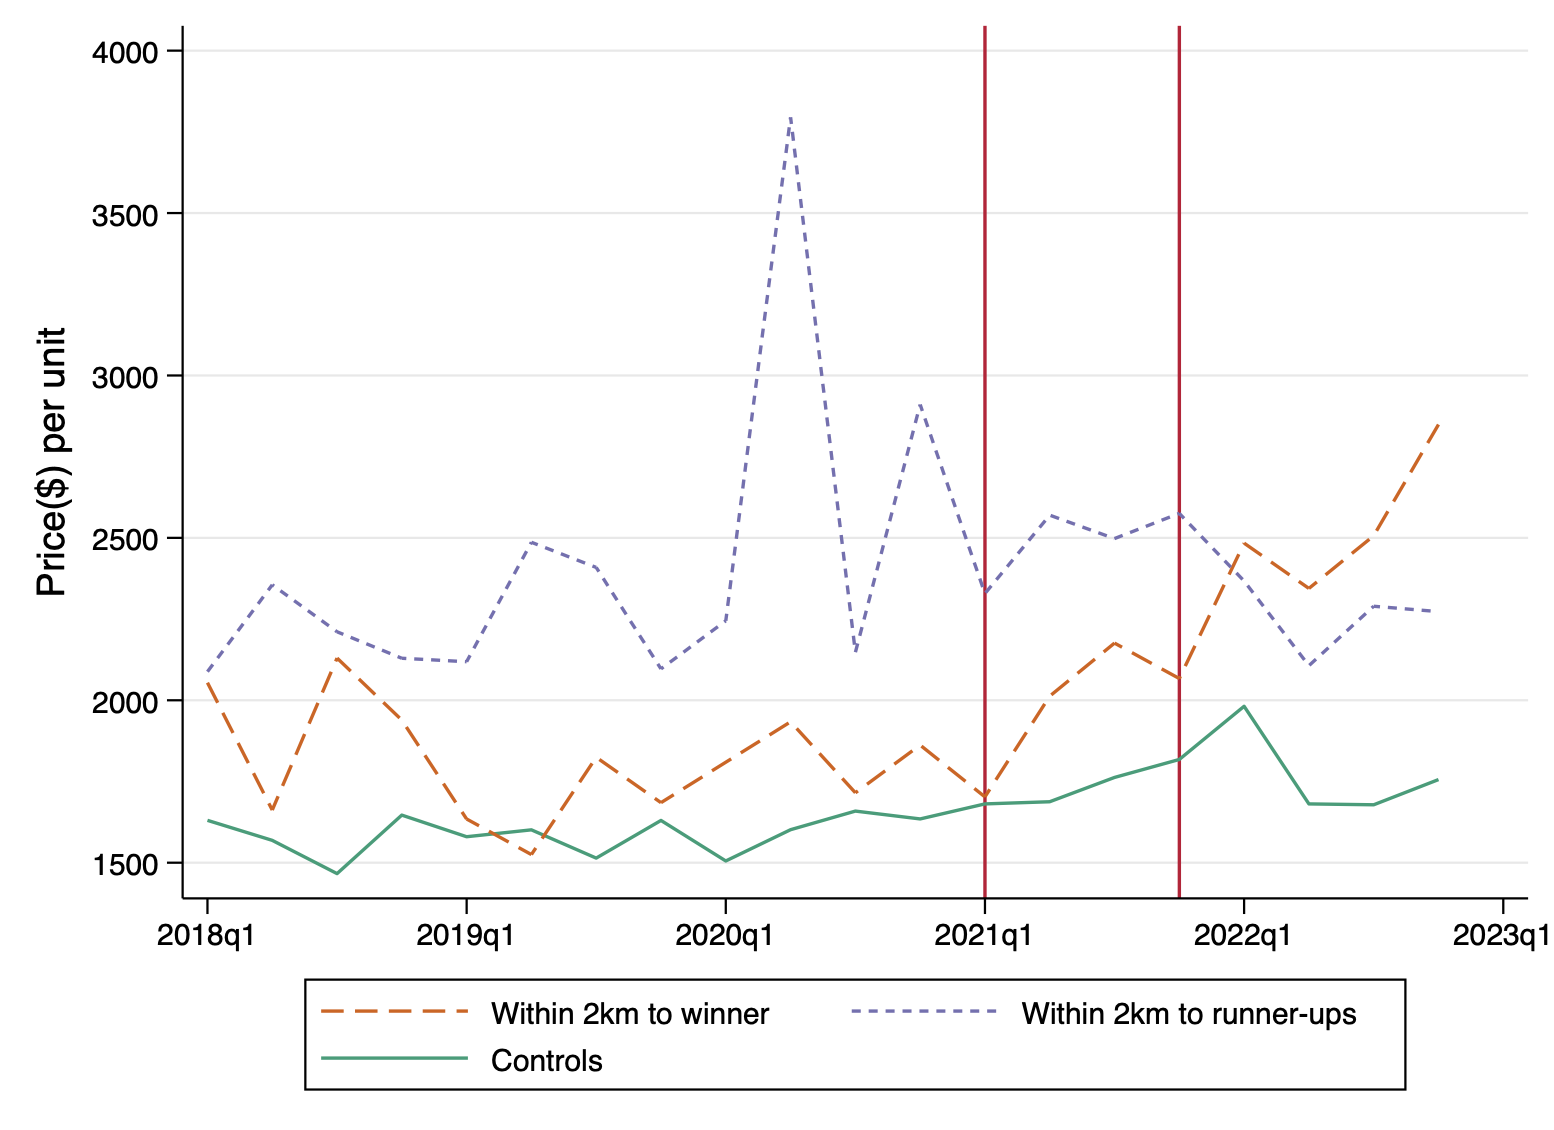 Price($) per unit
4000
3500
3000
2500
2000
1500
2018q1 2019q1 2020q1 2021q1 2022q1 2023q1
Within 2km to winner Within 2km to runner-ups
Controls